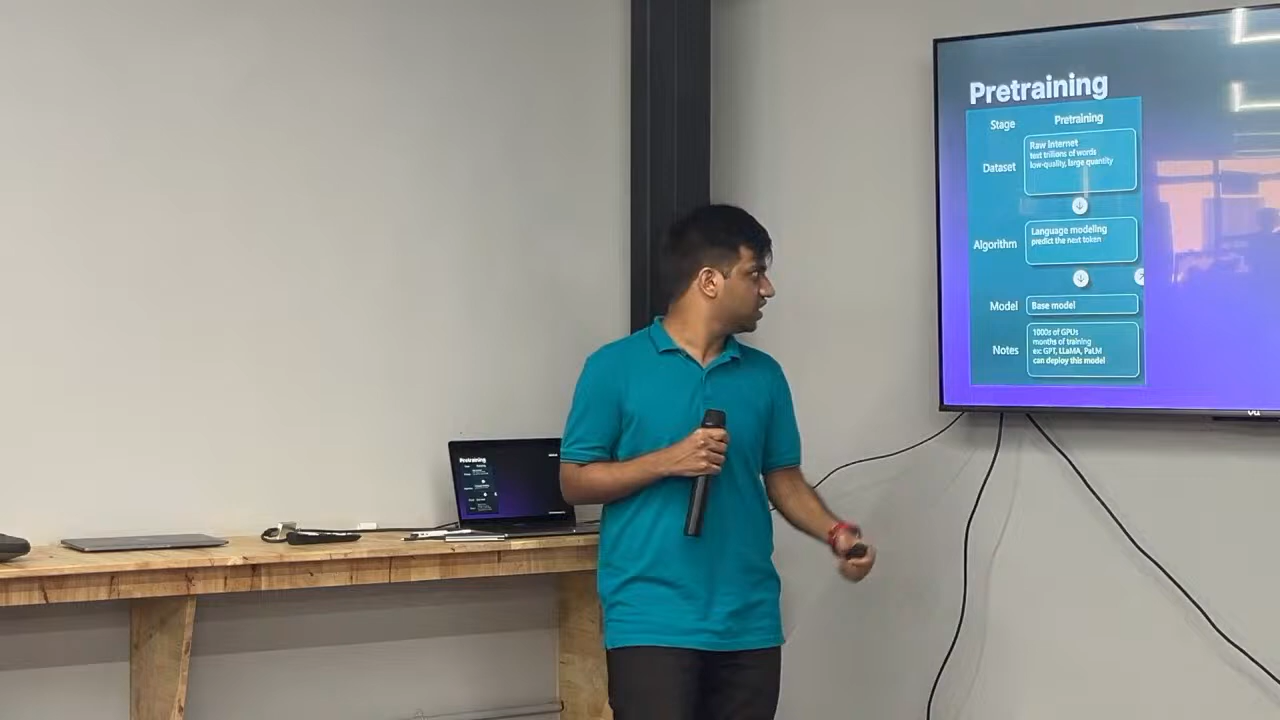 Pretraining
Stage
Pretraining
Dataset
Raw internet
text trillions of words
low-quality, large quantity
Algorithm
Language modeling
predict the next token
Model
Base model
Notes
1000s of GPUs
months of training
ex: GPT, LLaMA, PaLM
can deploy this model
Pretraining